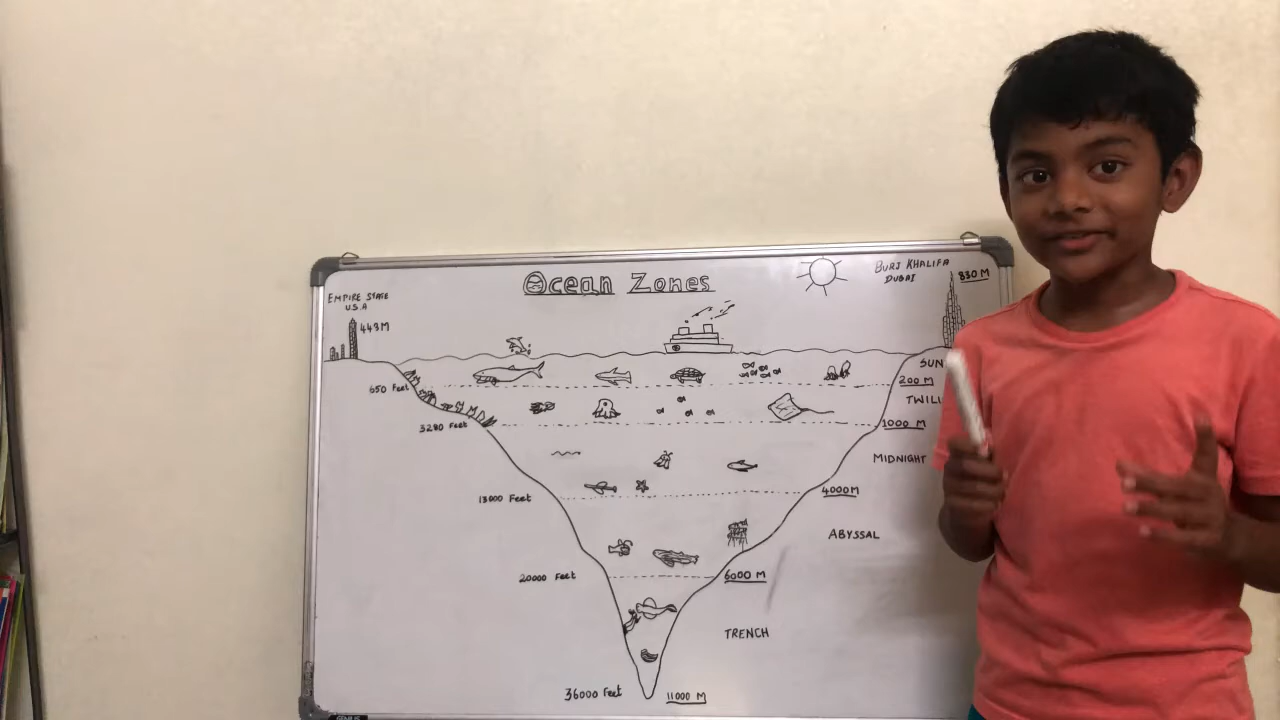 Ocean Zones
EMPIRE STATE
U.S.A
443M
BURJ KHALIFA
DUBAI
830 M
SUN
650 Feet
200 M
TWILI
3280 Feet
1000 M
MIDNIGHT
13000 Feet
4000M
ABYSSAL
20000 Feet
6000 M
TRENCH
36000 Feet
11000 M